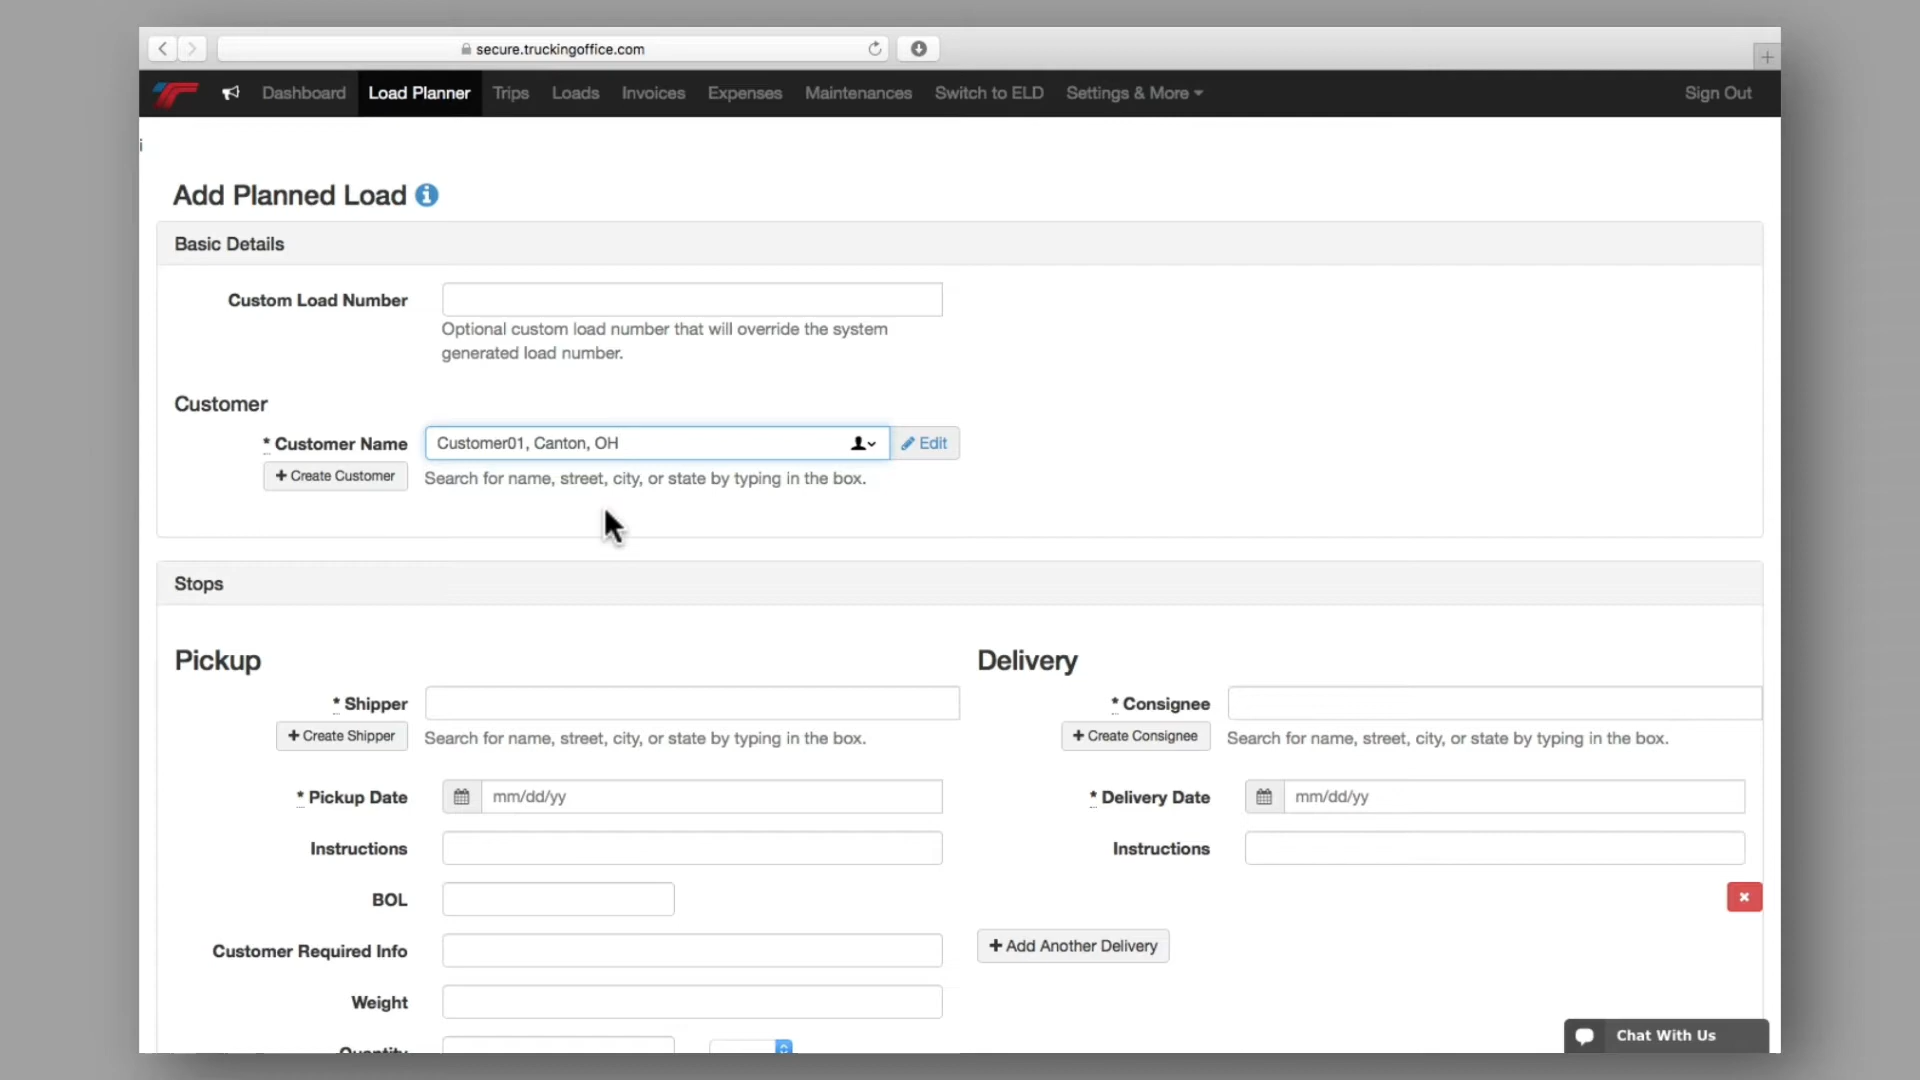 secure.truckingoffice.com
Dashboard Load Planner Trips Loads Invoices Expenses Maintenances Switch to ELD Settings & More Sign Out
i
Add Planned Load
Basic Details
Custom Load Number
Optional custom load number that will override the system
generated load number.
Customer
* Customer Name Customer01, Canton, OH Edit
+ Create Customer Search for name, street, city, or state by typing in the box.
Stops
Pickup Delivery
* Shipper * Consignee
+ Create Shipper Search for name, street, city, or state by typing in the box. + Create Consignee Search for name, street, city, or state by typing in the box.
* Pickup Date mm/dd/yy * Delivery Date mm/dd/yy
Instructions Instructions
BOL
Customer Required Info + Add Another Delivery
Weight
Quantity
Chat With Us